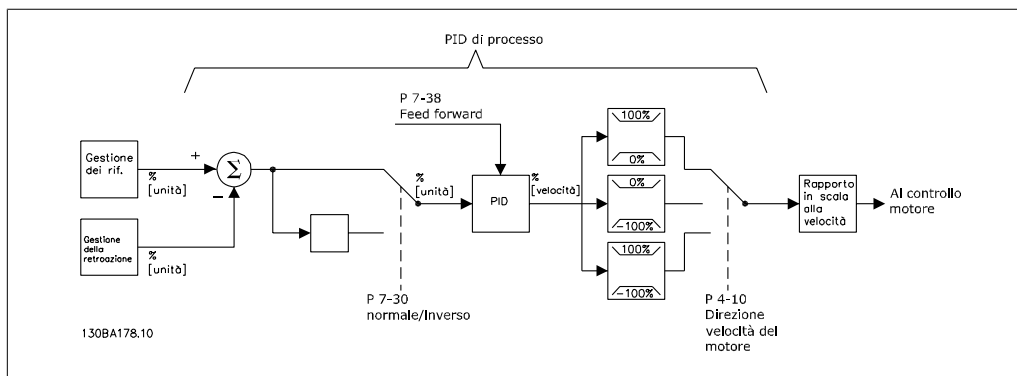 PID di processo
P 7-38
Feed forward
Gestione
dei rif.
+
%
[unità]
Σ
−
Gestione
della
retroazione
%
[unità]
P 7-30
normale/Inverso
%
[unità]
PID
%
[velocità]
100%
0%
0%
-100%
100%
-100%
P 4-10
Direzione
velocità del
motore
Rapporto
in scala
alla
velocità
Al controllo
motore
130BA178.10